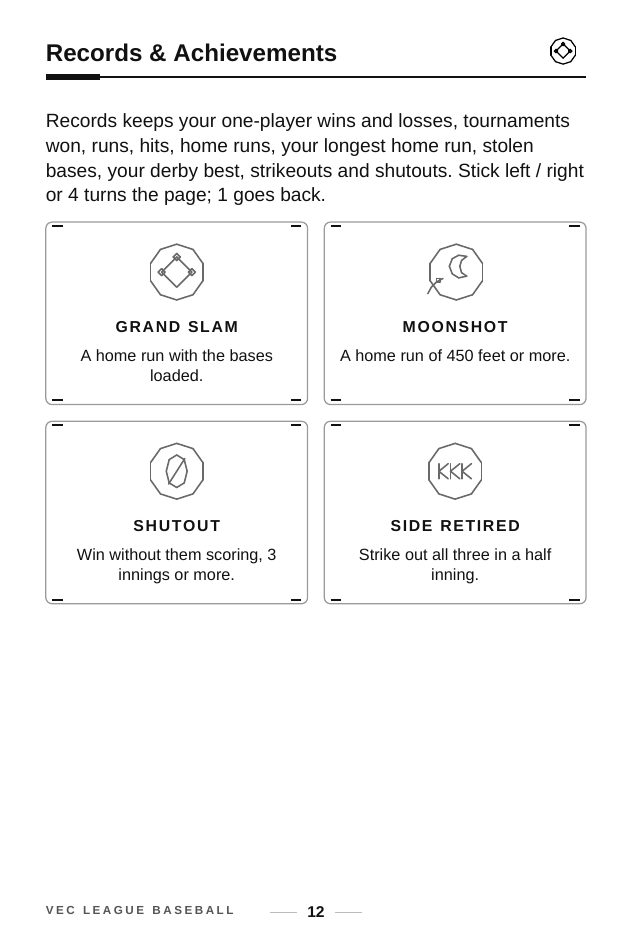 Records & Achievements
Records keeps your one-player wins and losses, tournaments
won, runs, hits, home runs, your longest home run, stolen
bases, your derby best, strikeouts and shutouts. Stick left / right
or 4 turns the page; 1 goes back.
GRAND SLAM
A home run with the bases
loaded.
MOONSHOT
A home run of 450 feet or more.
SHUTOUT
Win without them scoring, 3
innings or more.
KKK
SIDE RETIRED
Strike out all three in a half
inning.
VEC LEAGUE BASEBALL
12